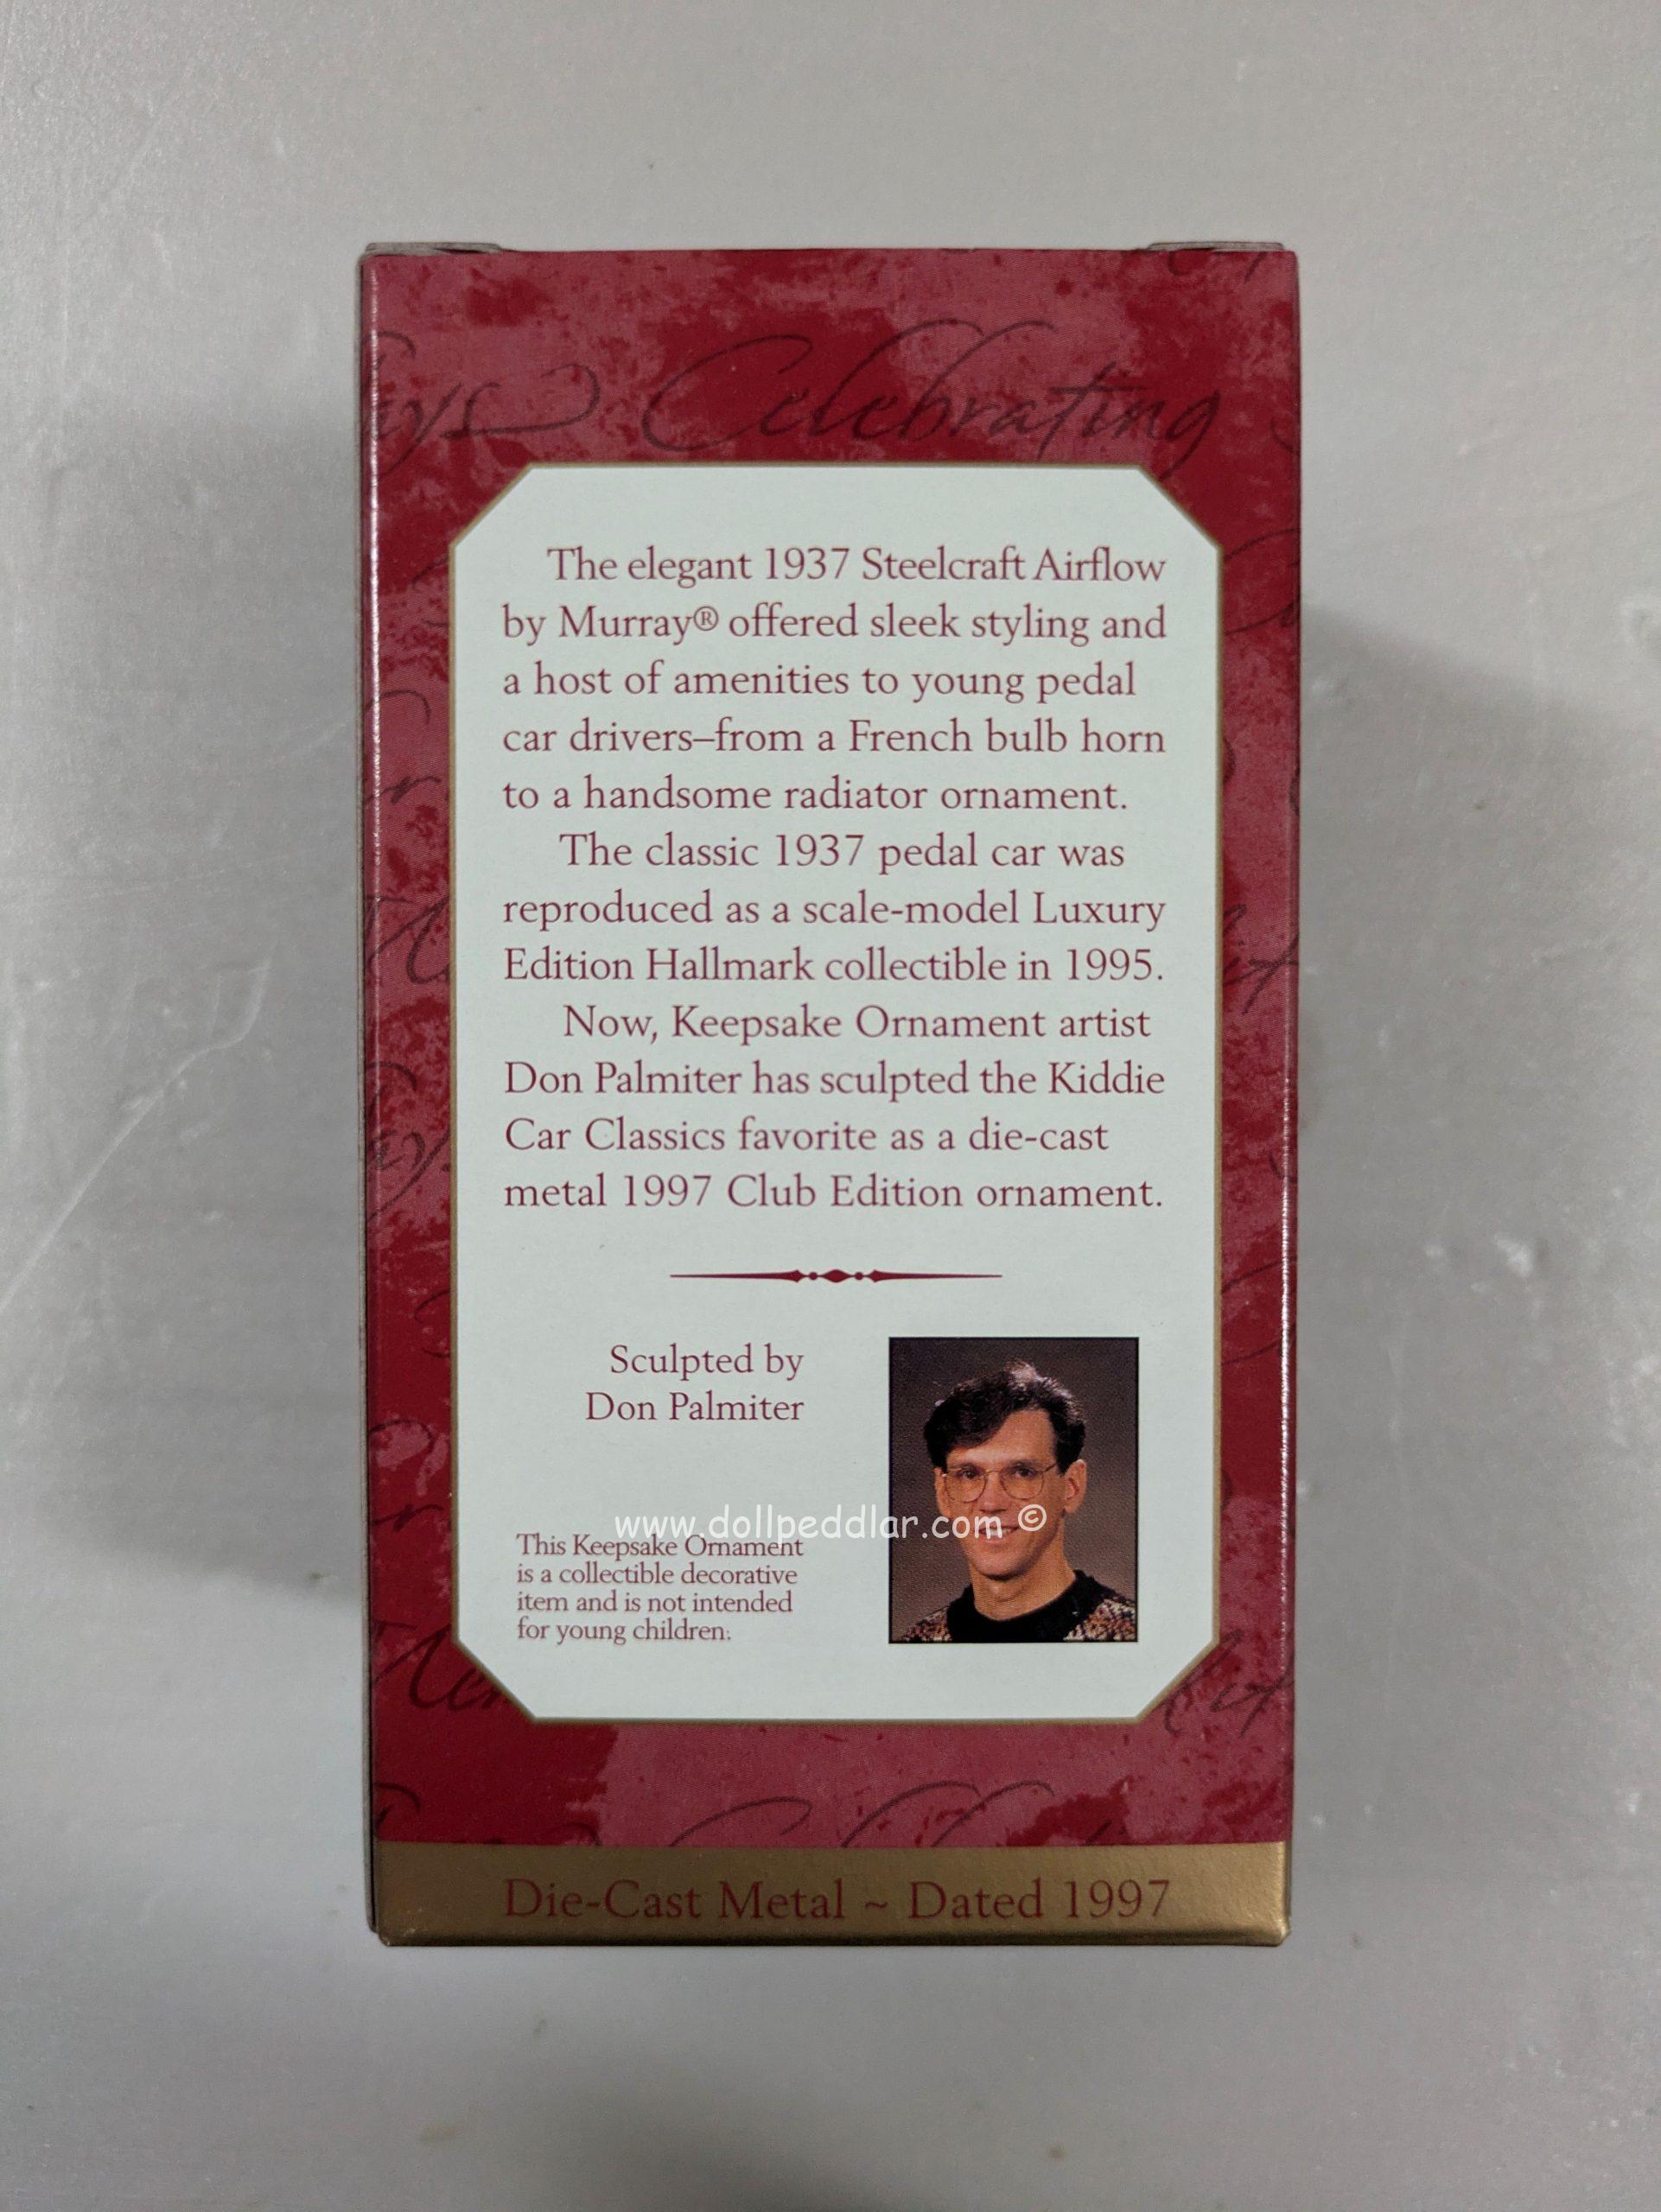 Celebrating
The elegant 1937 Steelcraft Airflow
by Murray® offered sleek styling and
a host of amenities to young pedal
car drivers–from a French bulb horn
to a handsome radiator ornament.
The classic 1937 pedal car was
reproduced as a scale-model Luxury
Edition Hallmark collectible in 1995.
Now, Keepsake Ornament artist
Don Palmiter has sculpted the Kiddie
Car Classics favorite as a die-cast
metal 1997 Club Edition ornament.
Sculpted by
Don Palmiter
www.dollpeddlar.com ©
This Keepsake Ornament
is a collectible decorative
item and is not intended
for young children.
Die-Cast Metal ~ Dated 1997